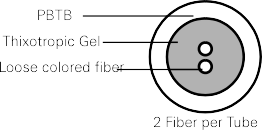 PBTB
Thixotropic Gel
Loose colored fiber
2 Fiber per Tube